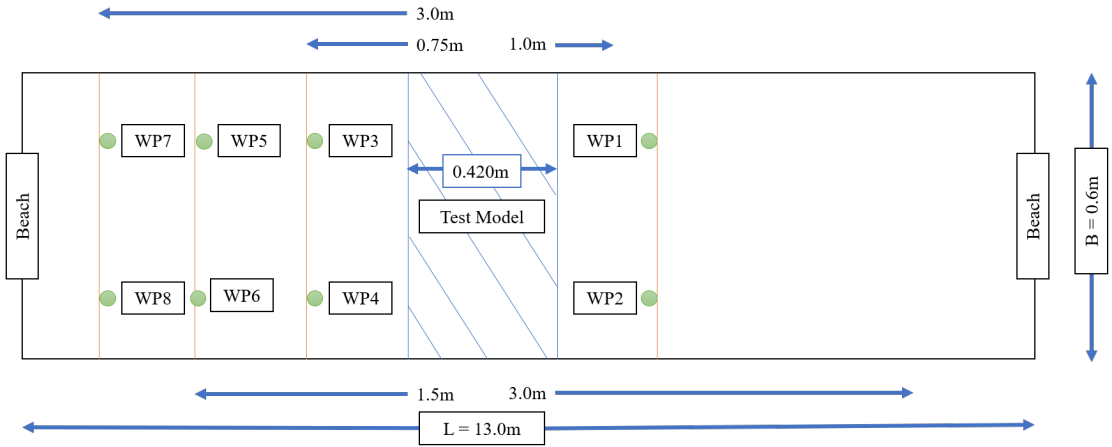 3.0m
0.75m
1.0m
WP7
WP5
WP3
WP1
0.420m
Test Model
Beach
Beach
B = 0.6m
WP8
WP6
WP4
WP2
1.5m
3.0m
L = 13.0m